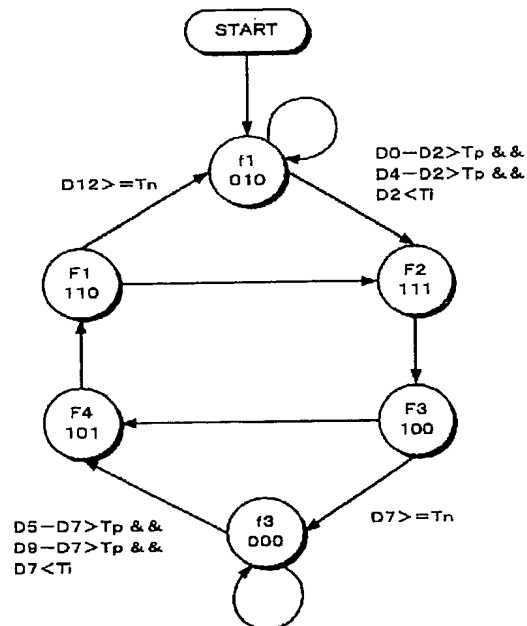 START
f1
010
D0-D2>Tp &&
D4-D2>Tp &&
D2<Ti
D12>=Tn
F1
110
F2
111
F4
101
F3
100
D5-D7>Tp &&
D9-D7>Tp &&
D7<Ti
f3
000
D7>=Tn